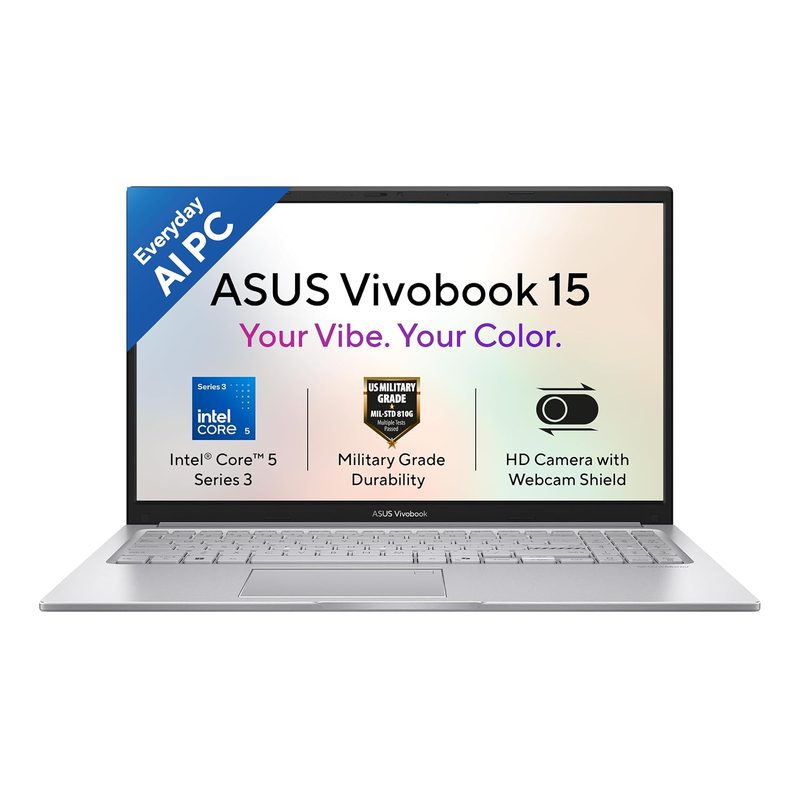 Everyday
AI PC
ASUS Vivobook 15
Your Vibe. Your Color.
Series 3
intel
CORE 5
Intel® Core™ 5
Series 3
US MILITARY
GRADE
MIL-STD 810G
Multiple Tests
Passed
Military Grade
Durability
HD Camera with
Webcam Shield
ASUS Vivobook